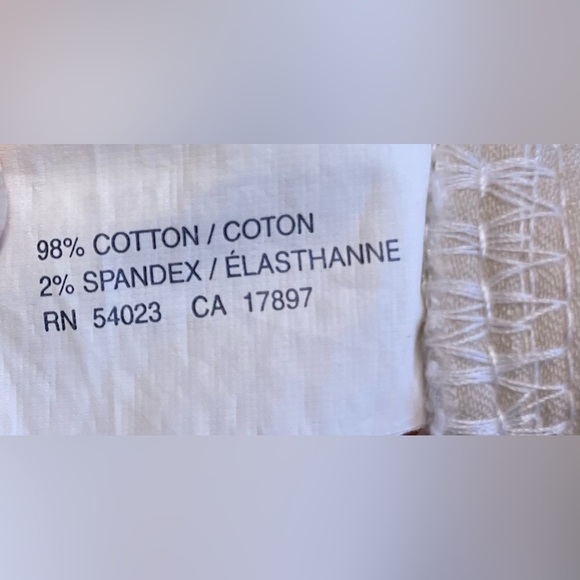 98% COTTON / COTON
2% SPANDEX / ÉLASTHANNE
RN 54023 CA 17897